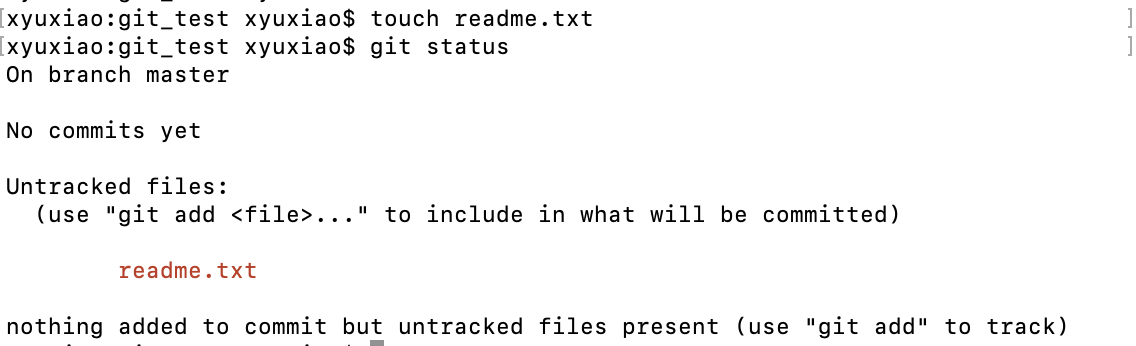 [xyuxiao:git_test xyuxiao$ touch readme.txt ]
[xyuxiao:git_test xyuxiao$ git status ]
On branch master
No commits yet
Untracked files:
(use "git add <file>..." to include in what will be committed)
readme.txt
nothing added to commit but untracked files present (use "git add" to track)